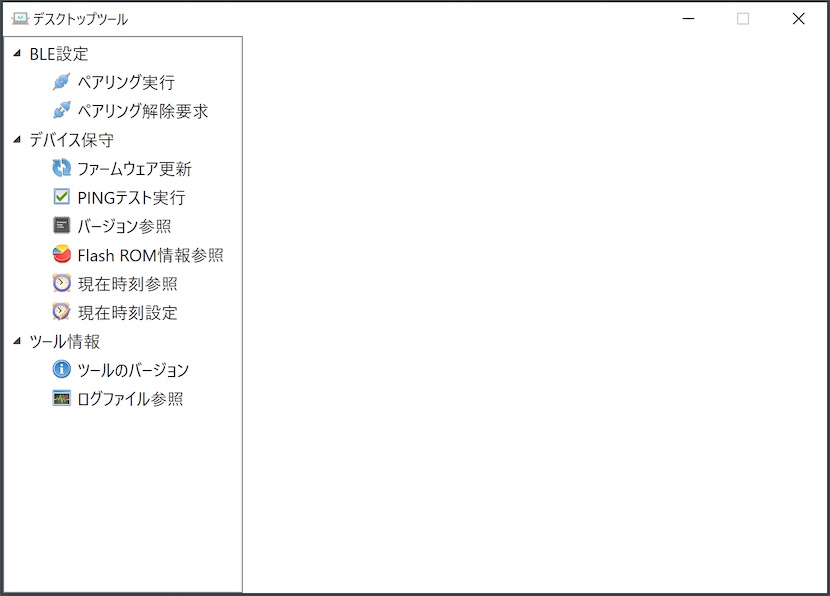 デスクトップツール
BLE設定
ペアリング実行
ペアリング解除要求
デバイス保守
ファームウェア更新
PINGテスト実行
バージョン参照
Flash ROM情報参照
現在時刻参照
現在時刻設定
ツール情報
ツールのバージョン
ログファイル参照